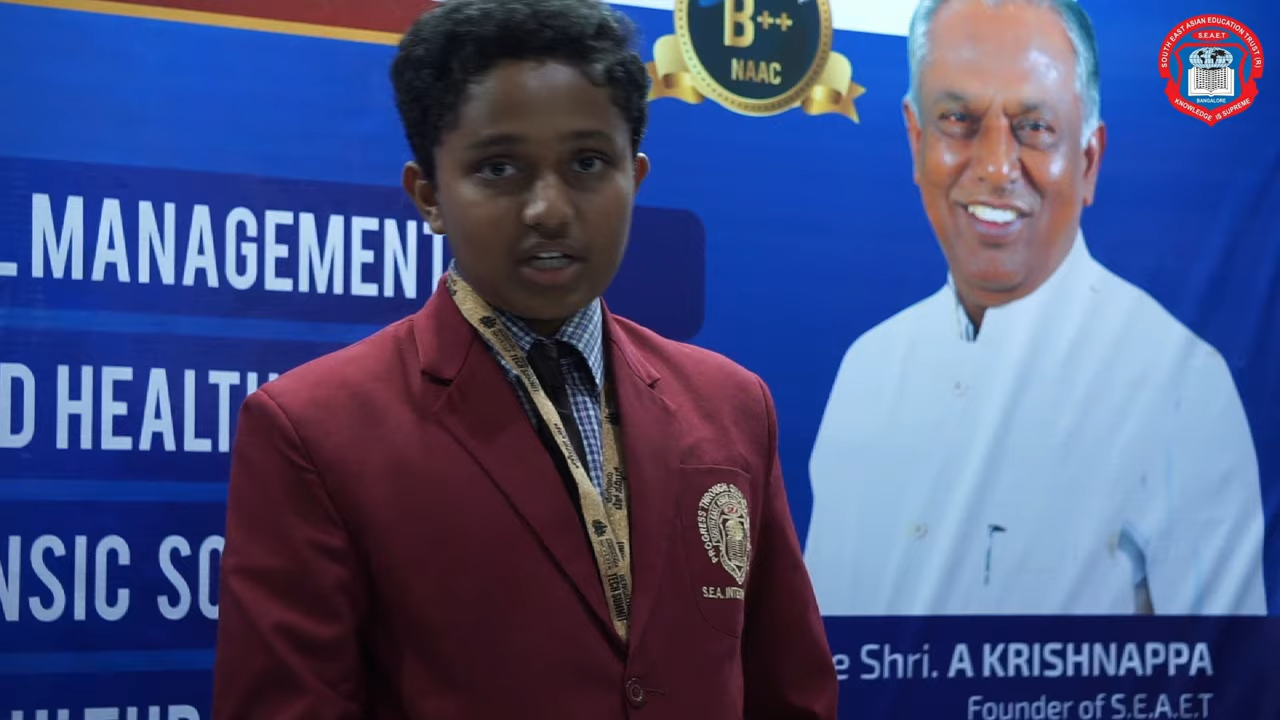 B++
NAAC
SOUTH EAST ASIAN EDUCATION TRUST (R)
S.E.A.E.T
BANGALORE
KNOWLEDGE IS SUPREME
L MANAGEMENT
D HEALTH
NSIC SC
PROGRESS THROUGH
S.E.A. INTER
e Shri. A KRISHNAPPA
Founder of S.E.A.E.T